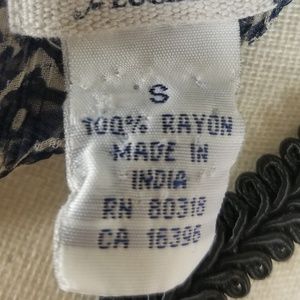 S
100% RAYON
MADE IN
INDIA
RN 80318
CA 16396